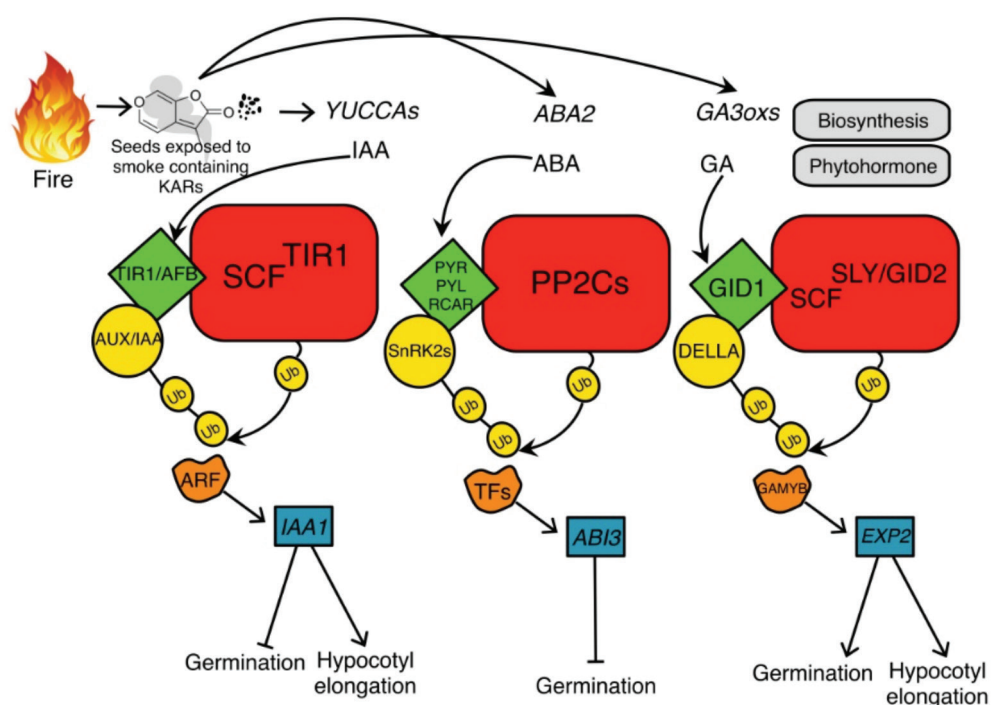 Fire
O
O
O
Seeds exposed to
smoke containing
KARs
YUCCAs
ABA2
GA3oxs
Biosynthesis
IAA
ABA
GA
Phytohormone
TIR1/AFB
SCF TIR1
AUX/IAA
Ub
Ub
Ub
ARF
IAA1
Germination
Hypocotyl
elongation
PYR
PYL
RCAR
PP2Cs
SnRK2s
Ub
Ub
Ub
TFs
ABI3
Germination
GID1
SCF SLY/GID2
DELLA
Ub
Ub
Ub
GAMYB
EXP2
Germination
Hypocotyl
elongation